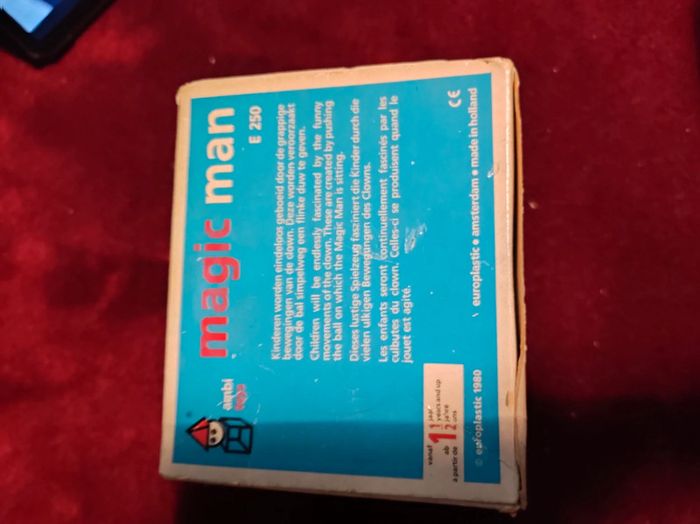 ambi
toys
magic man
E 250
Kinderen worden eindeloos geboeid door de grappige
bewegingen van de clown. Deze worden veroorzaakt
door de bal simpelweg een flinke duw te geven.
Children will be endlessly fascinated by the funny
movements of the clown. These are created by pushing
the ball on which the Magic Man is sitting.
Dieses lustige Spielzeug fasziniert die Kinder durch die
vielen ulkigen Bewegungen des Clowns.
Les enfants seront continuellement fascinés par les
culbutes du clown. Celles-ci se produisent quand le
jouet est agité.
vanaf 1 jaar
1½ years and up
ab 2 jahre
a partir de ans
CE
© europlastic 1980
europlastic • amsterdam • made in holland